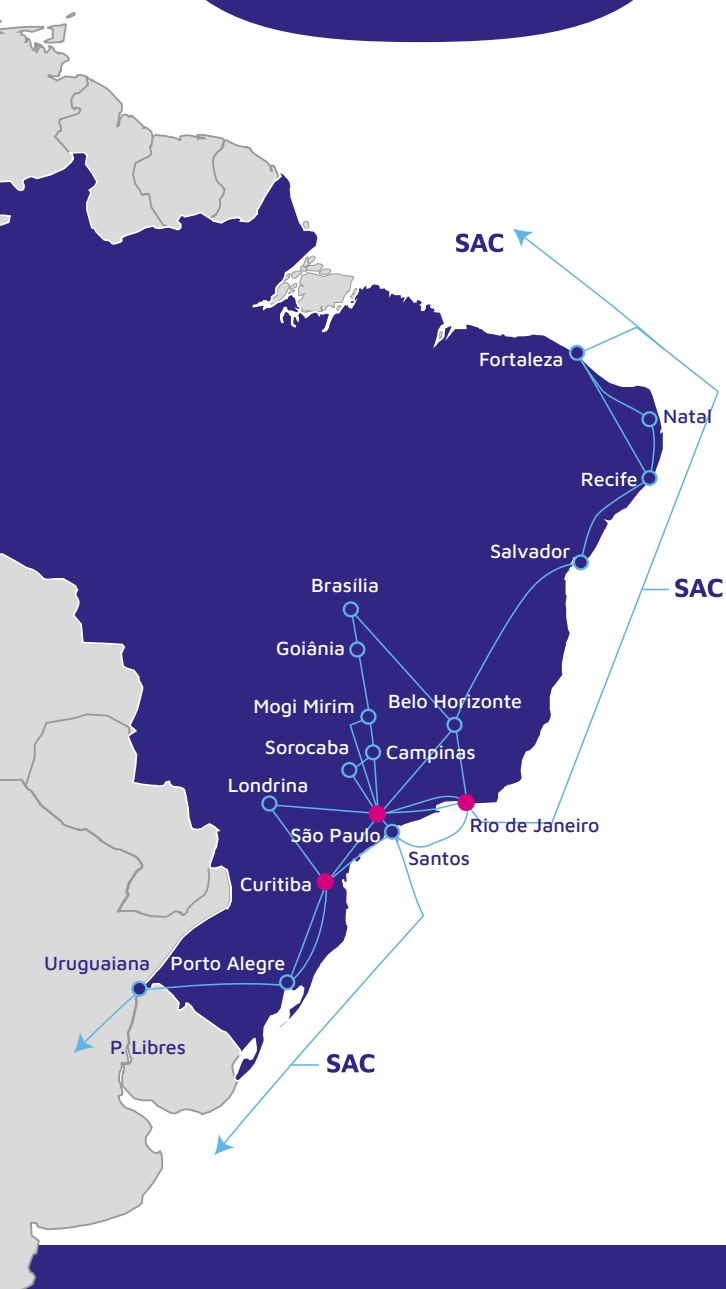 SAC
Fortaleza
Natal
Recife
Salvador
Brasília
SAC
Goiânia
Mogi Mirim
Belo Horizonte
Sorocaba
Campinas
Londrina
São Paulo
Rio de Janeiro
Santos
Curitiba
Uruguaiana
Porto Alegre
P. Libres
SAC